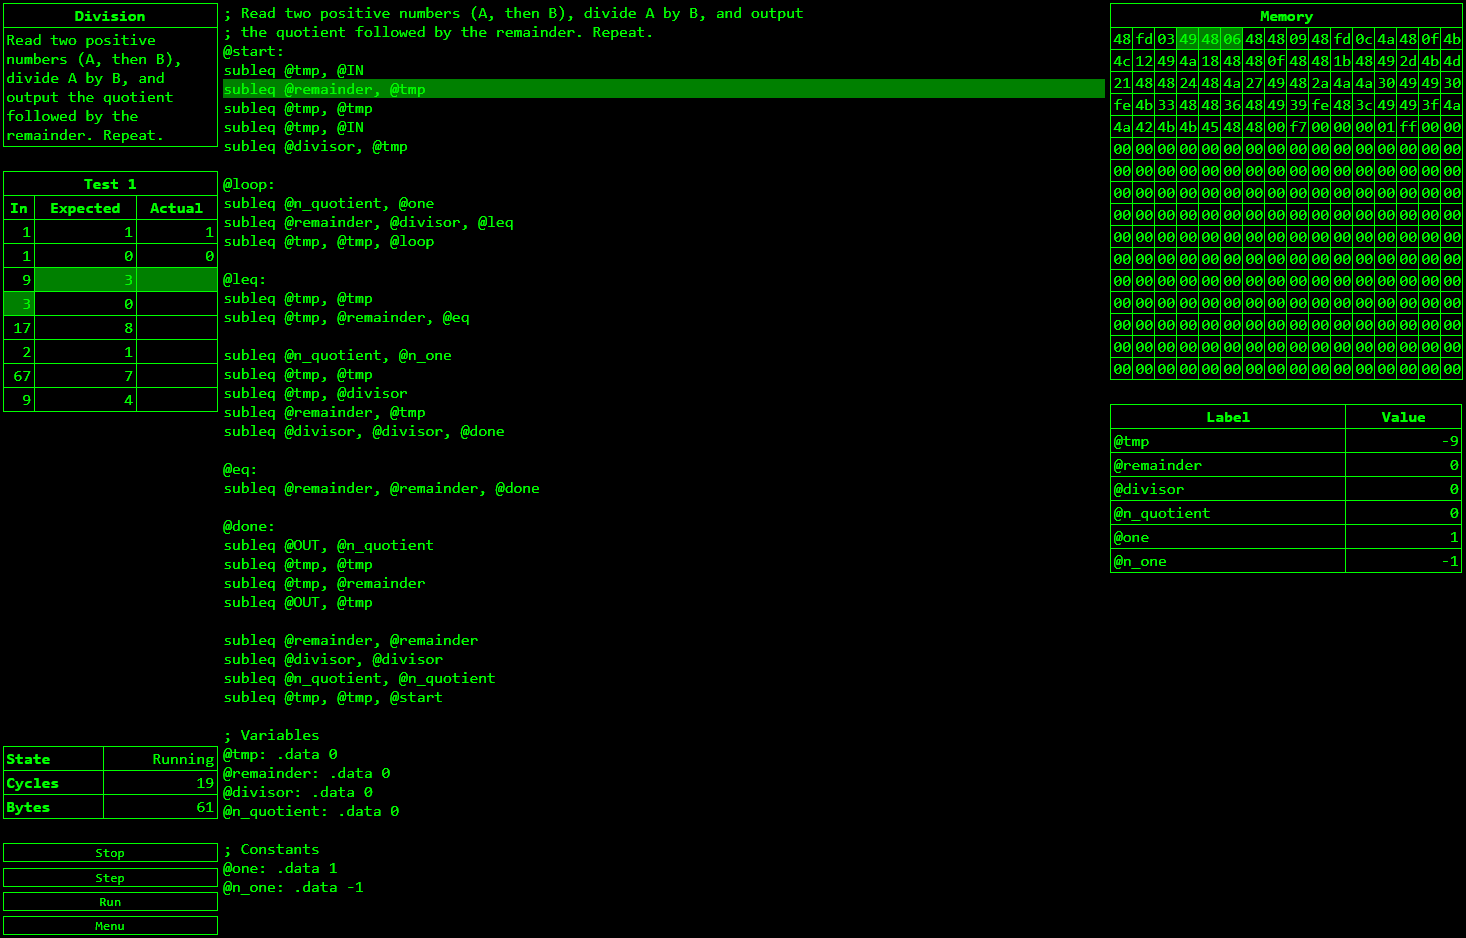 Division
Read two positive
numbers (A, then B),
divide A by B, and
output the quotient
followed by the
remainder. Repeat.
Test 1
In Expected Actual
1 1 1
1 0 0
9 3
3 0
17 8
2 1
67 7
9 4
State Running
Cycles 19
Bytes 61
Stop
Step
Run
Menu
; Read two positive numbers (A, then B), divide A by B, and output
; the quotient followed by the remainder. Repeat.
@start:
subleq @tmp, @IN
subleq @remainder, @tmp
subleq @tmp, @tmp
subleq @tmp, @IN
subleq @divisor, @tmp
@loop:
subleq @n_quotient, @one
subleq @remainder, @divisor, @leq
subleq @tmp, @tmp, @loop
@leq:
subleq @tmp, @tmp
subleq @tmp, @remainder, @eq
subleq @n_quotient, @n_one
subleq @tmp, @tmp
subleq @tmp, @divisor
subleq @remainder, @tmp
subleq @divisor, @divisor, @done
@eq:
subleq @remainder, @remainder, @done
@done:
subleq @OUT, @n_quotient
subleq @tmp, @tmp
subleq @tmp, @remainder
subleq @OUT, @tmp
subleq @remainder, @remainder
subleq @divisor, @divisor
subleq @n_quotient, @n_quotient
subleq @tmp, @tmp, @start
; Variables
@tmp: .data 0
@remainder: .data 0
@divisor: .data 0
@n_quotient: .data 0
; Constants
@one: .data 1
@n_one: .data -1
Memory
48 fd 03 49 48 06 48 48 09 48 fd 0c 4a 48 0f 4b
4c 12 49 4a 18 48 48 0f 48 48 1b 48 49 2d 4b 4d
21 48 48 24 48 4a 27 49 48 2a 4a 4a 30 49 49 30
fe 4b 33 48 48 36 48 49 39 fe 48 3c 49 49 3f 4a
4a 42 4b 4b 45 48 48 00 f7 00 00 00 01 ff 00 00
00 00 00 00 00 00 00 00 00 00 00 00 00 00 00 00
00 00 00 00 00 00 00 00 00 00 00 00 00 00 00 00
00 00 00 00 00 00 00 00 00 00 00 00 00 00 00 00
00 00 00 00 00 00 00 00 00 00 00 00 00 00 00 00
00 00 00 00 00 00 00 00 00 00 00 00 00 00 00 00
00 00 00 00 00 00 00 00 00 00 00 00 00 00 00 00
00 00 00 00 00 00 00 00 00 00 00 00 00 00 00 00
00 00 00 00 00 00 00 00 00 00 00 00 00 00 00 00
00 00 00 00 00 00 00 00 00 00 00 00 00 00 00 00
00 00 00 00 00 00 00 00 00 00 00 00 00 00 00 00
00 00 00 00 00 00 00 00 00 00 00 00 00 00 00 00
Label Value
@tmp -9
@remainder 0
@divisor 0
@n_quotient 0
@one 1
@n_one -1